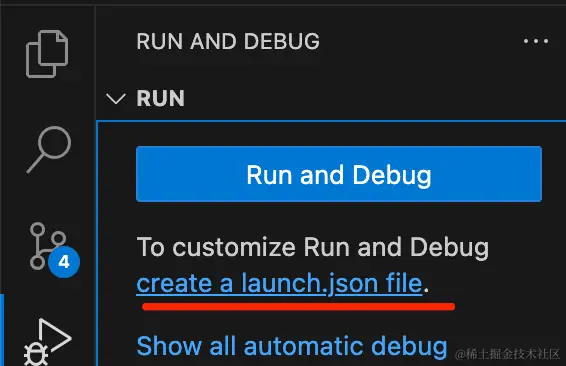 RUN AND DEBUG
RUN
Run and Debug
4
To customize Run and Debug
create a launch.json file.
Show all automatic debug
@稀土掘金技术社区